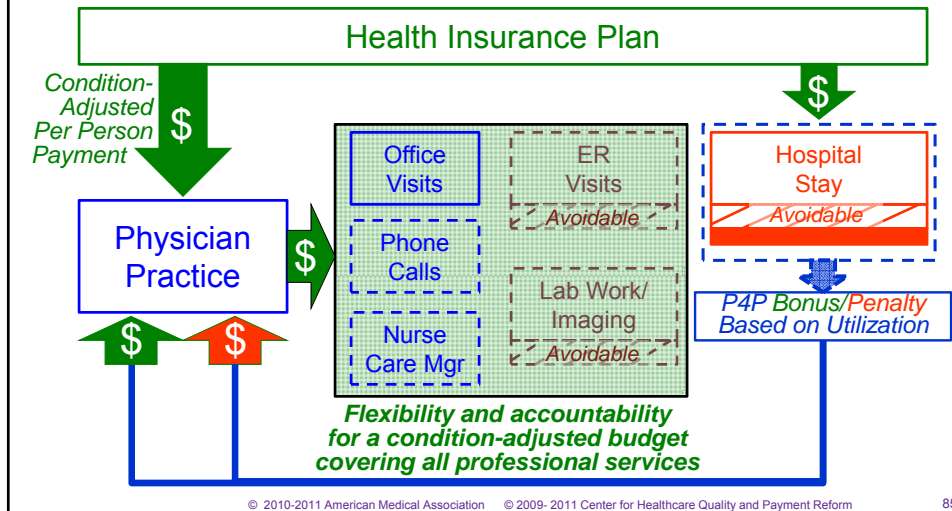 Health Insurance Plan
Condition-
Adjusted
Per Person
Payment
$
$
Office
Visits
ER
Visits
Avoidable
Hospital
Stay
Avoidable
Physician
Practice
$
Phone
Calls
Lab Work/
Imaging
Avoidable
Nurse
Care Mgr
P4P Bonus/Penalty
Based on Utilization
$
$
Flexibility and accountability
for a condition-adjusted budget
covering all professional services
© 2010-2011 American Medical Association © 2009- 2011 Center for Healthcare Quality and Payment Reform
85